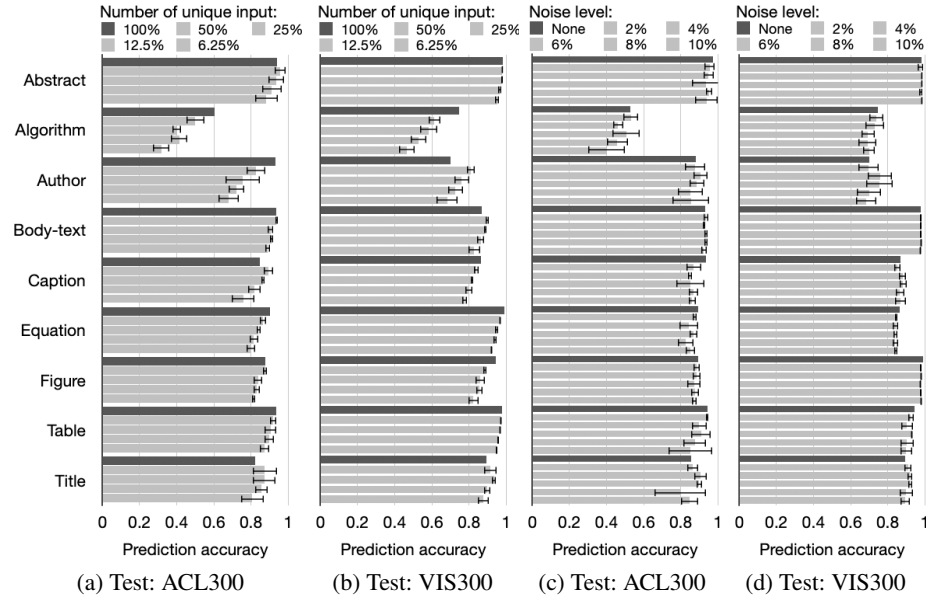 Number of unique input:
100% 50% 25%
12.5% 6.25%
Number of unique input:
100% 50% 25%
12.5% 6.25%
Noise level:
None 2% 4%
6% 8% 10%
Noise level:
None 2% 4%
6% 8% 10%
Abstract
Algorithm
Author
Body-text
Caption
Equation
Figure
Table
Title
0 0.2 0.4 0.6 0.8 1
0 0.2 0.4 0.6 0.8 1
0 0.2 0.4 0.6 0.8 1
0 0.2 0.4 0.6 0.8 1
Prediction accuracy
Prediction accuracy
Prediction accuracy
Prediction accuracy
(a) Test: ACL300
(b) Test: VIS300
(c) Test: ACL300
(d) Test: VIS300